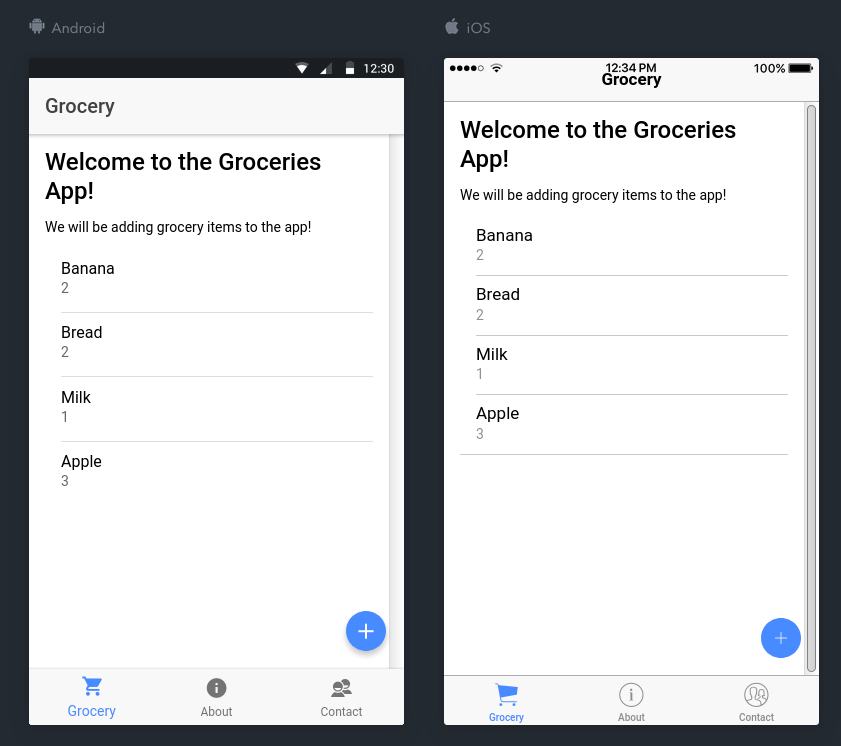 Android
12:30
Grocery
Welcome to the Groceries
App!
We will be adding grocery items to the app!
Banana
2
Bread
2
Milk
1
Apple
3
Grocery
About
Contact
iOS
12:34 PM
100%
Grocery
Welcome to the Groceries
App!
We will be adding grocery items to the app!
Banana
2
Bread
2
Milk
1
Apple
3
Grocery
About
Contact